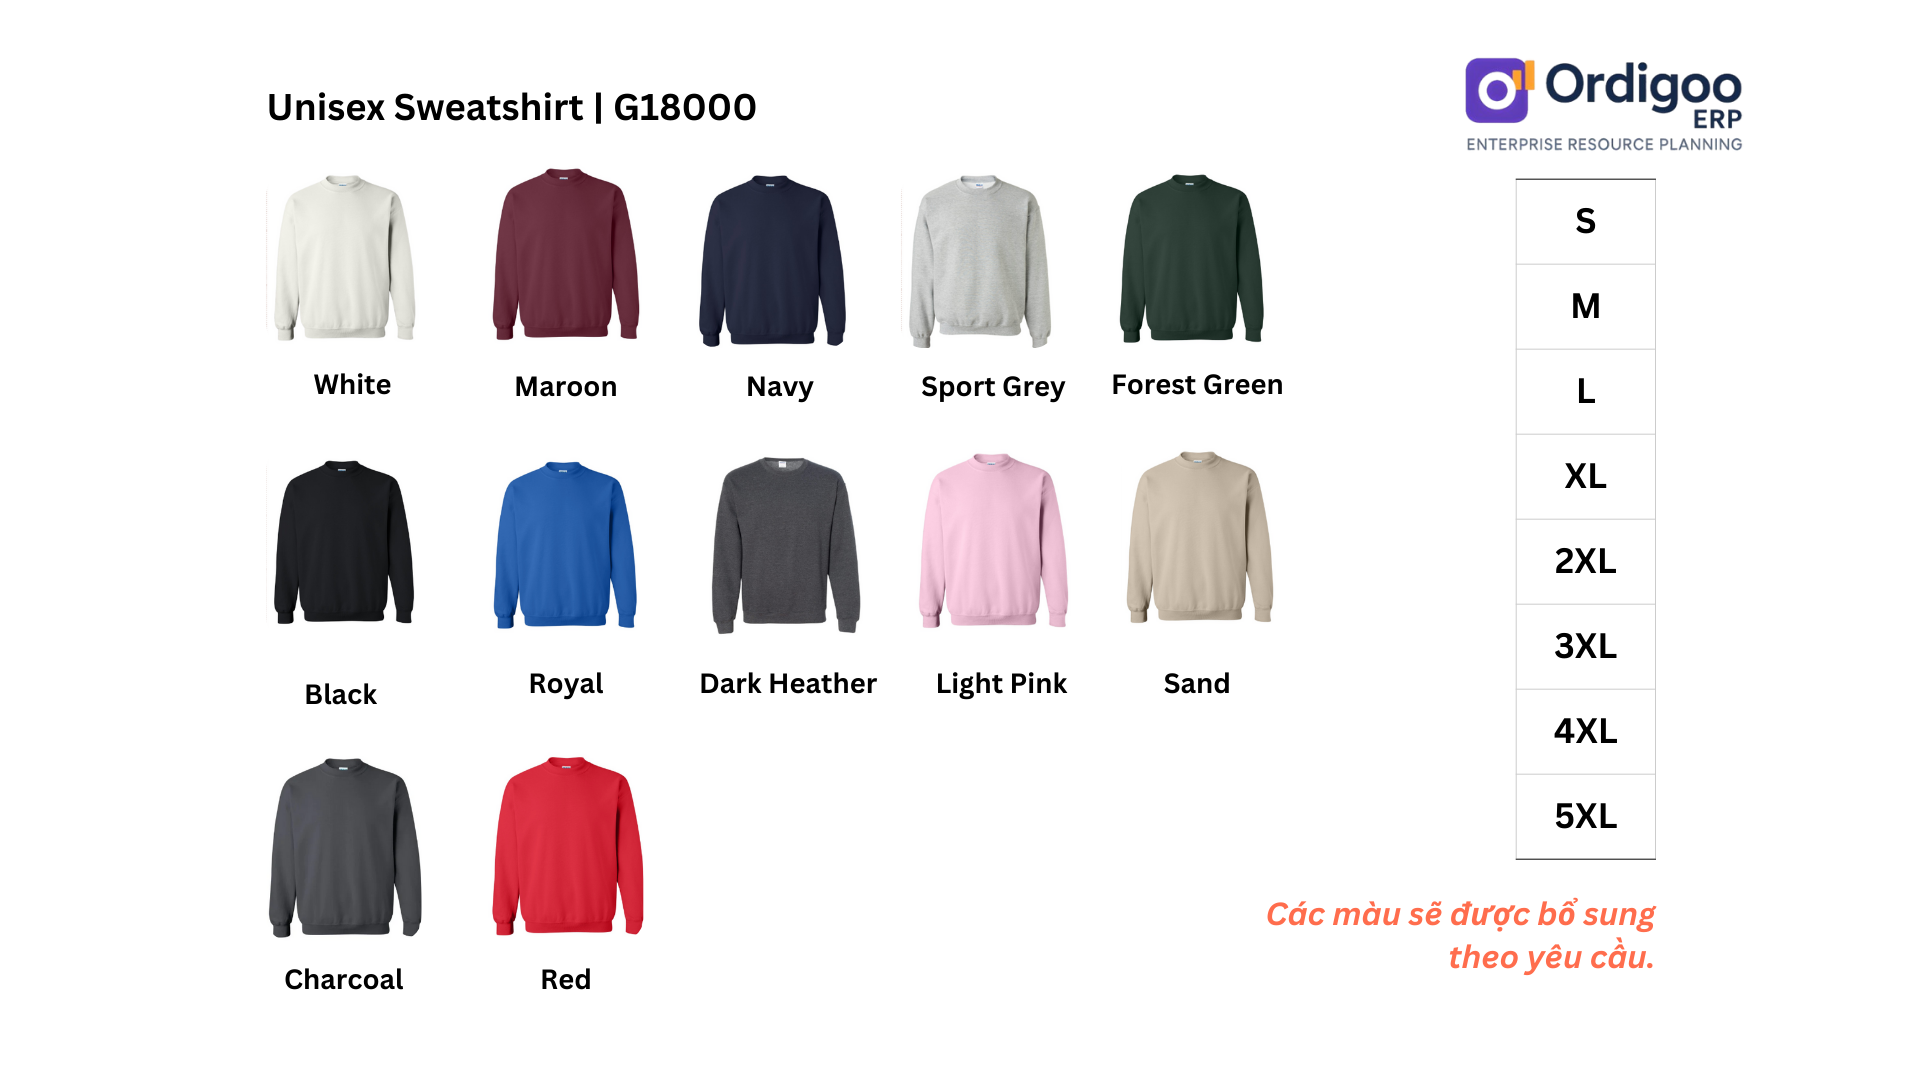 Unisex Sweatshirt | G18000
Ordigoo
ERP
ENTERPRISE RESOURCE PLANNING
White
Maroon
Navy
Sport Grey
Forest Green
Black
Royal
Dark Heather
Light Pink
Sand
Charcoal
Red
S
M
L
XL
2XL
3XL
4XL
5XL
Các màu sẽ được bổ sung
theo yêu cầu.